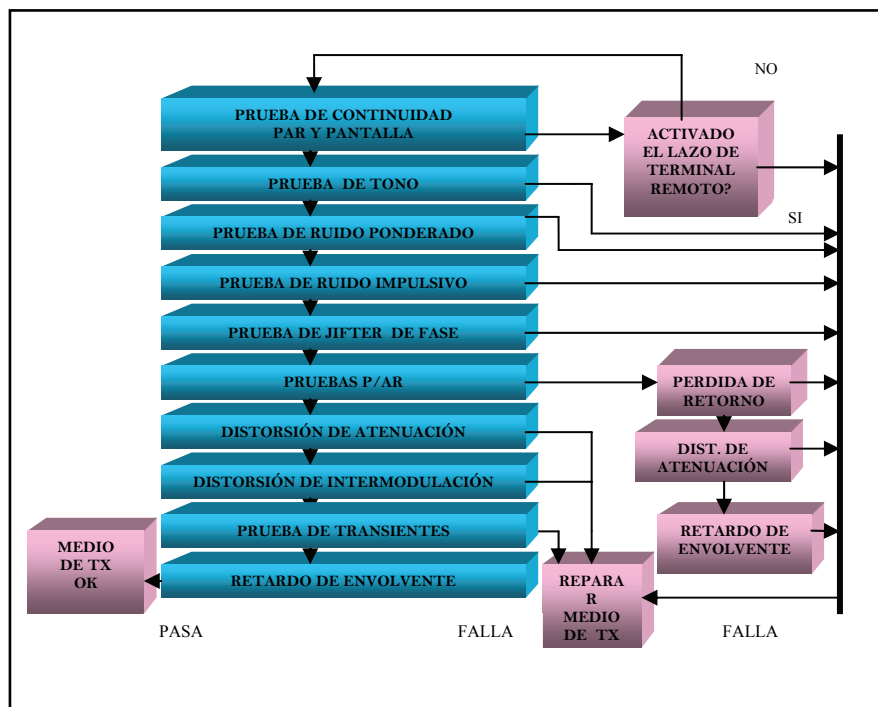 NO
PRUEBA DE CONTINUIDAD
PAR Y PANTALLA
ACTIVADO
EL LAZO DE
TERMINAL
REMOTO?
PRUEBA DE TONO
SI
PRUEBA DE RUIDO PONDERADO
PRUEBA DE RUIDO IMPULSIVO
PRUEBA DE JIFTER DE FASE
PRUEBAS P/AR
PERDIDA DE
RETORNO
DISTORSIÓN DE ATENUACIÓN
DIST. DE
ATENUACIÓN
DISTORSIÓN DE INTERMODULACIÓN
PRUEBA DE TRANSIENTES
RETARDO DE
ENVOLVENTE
MEDIO
DE TX
OK
RETARDO DE ENVOLVENTE
REPARA
R
MEDIO
DE TX
PASA
FALLA
FALLA